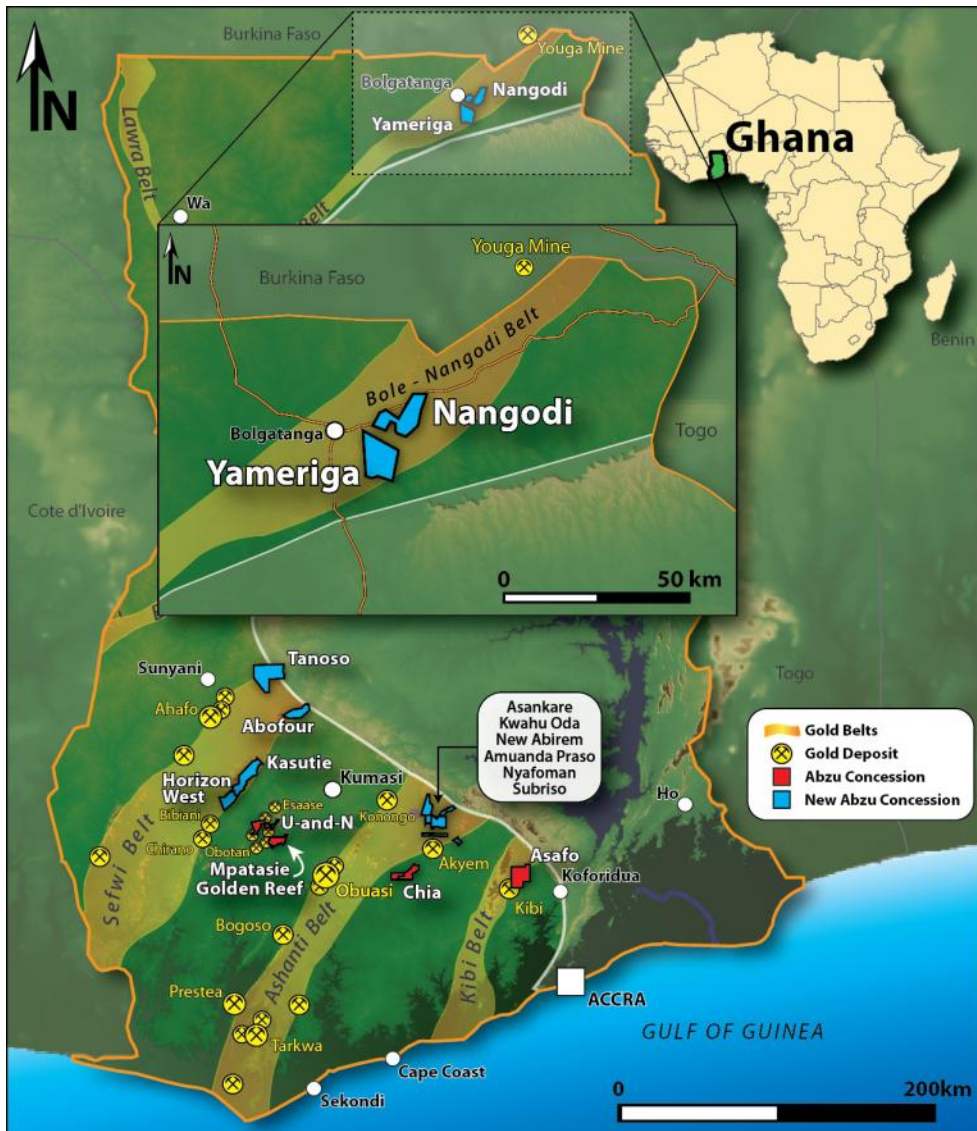 Burkina Faso
Youga Mine
Bolgatanga
Nangodi
Yameriga
N
Lawra Belt
Wa
Belt
Ghana
N
Youga Mine
Burkina Faso
Bole - Nangodi Belt
Nangodi
Bolgatanga
Yameriga
Togo
0 50 km
Benin
Cote d'Ivoire
Togo
Sunyani
Tanoso
Ahafo
Abofour
Asankare
Kwahu Oda
New Abirem
Amuanda Praso
Nyafoman
Subriso
Gold Belts
Gold Deposit
Abzu Concession
New Abzu Concession
Kasutie
Horizon
West
Kumasi
Ho
Bibiani
Esaase
Konongo
U-and-N
Chirano
Obotan
Mpatasie
Golden Reef
Akyem
Asafo
Sefwi Belt
Obuasi
Chia
Koforidua
Kibi
Bogoso
Ashanti Belt
Kibi Belt
Prestea
ACCRA
Tarkwa
GULF OF GUINEA
Cape Coast
Sekondi
0 200km